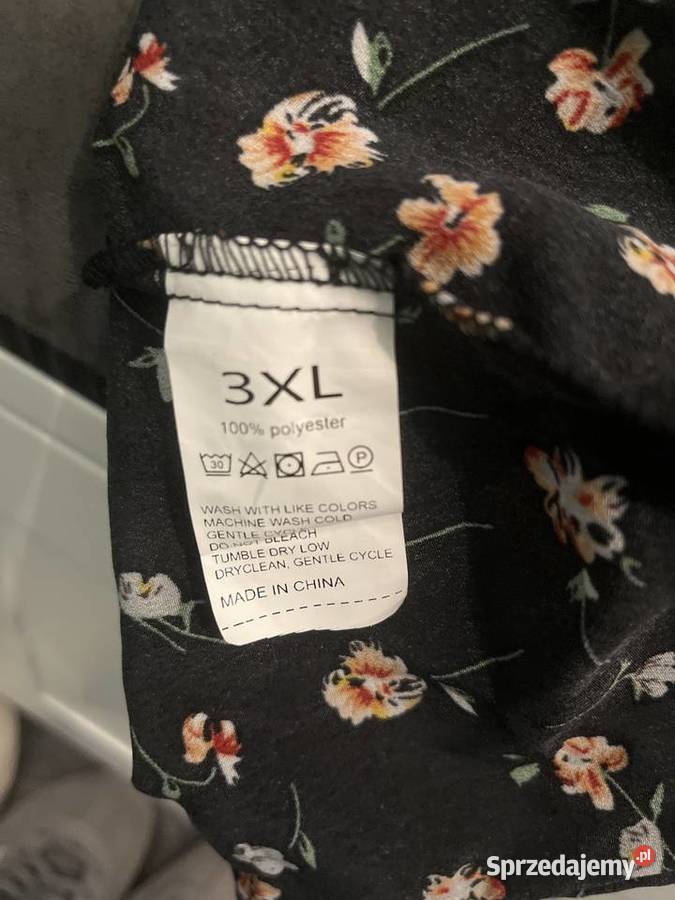 3XL
100% polyester
30 P
WASH WITH LIKE COLORS
MACHINE WASH COLD
GENTLE CYCLE
DO NOT BLEACH
TUMBLE DRY LOW
DRYCLEAN, GENTLE CYCLE
MADE IN CHINA
Sprzedajemy.pl